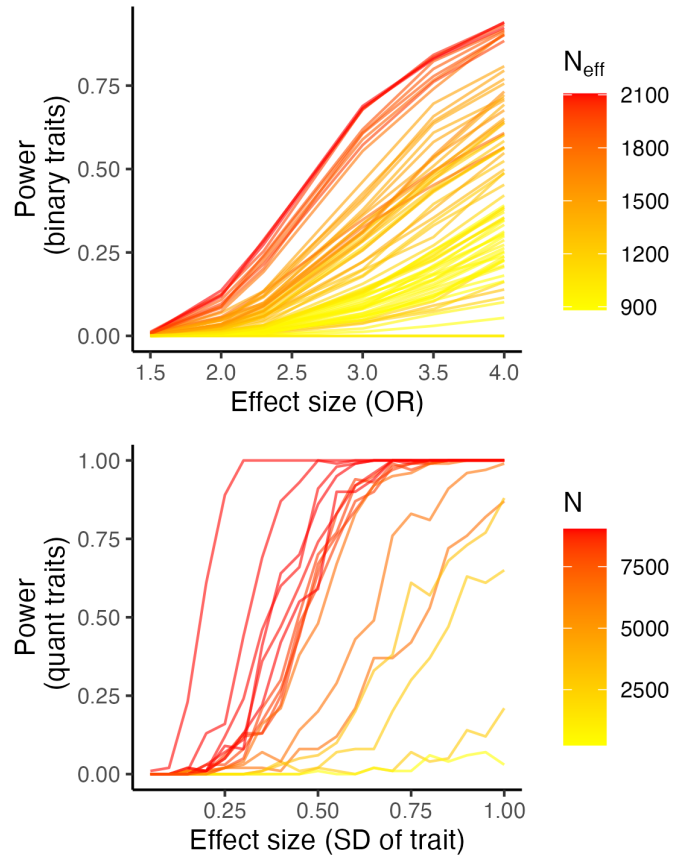 Power
(binary traits)
0.75
0.50
0.25
0.00
1.5 2.0 2.5 3.0 3.5 4.0
Effect size (OR)
Neff
2100
1800
1500
1200
900
Power
(quant traits)
1.00
0.75
0.50
0.25
0.00
0.25 0.50 0.75 1.00
Effect size (SD of trait)
N
7500
5000
2500